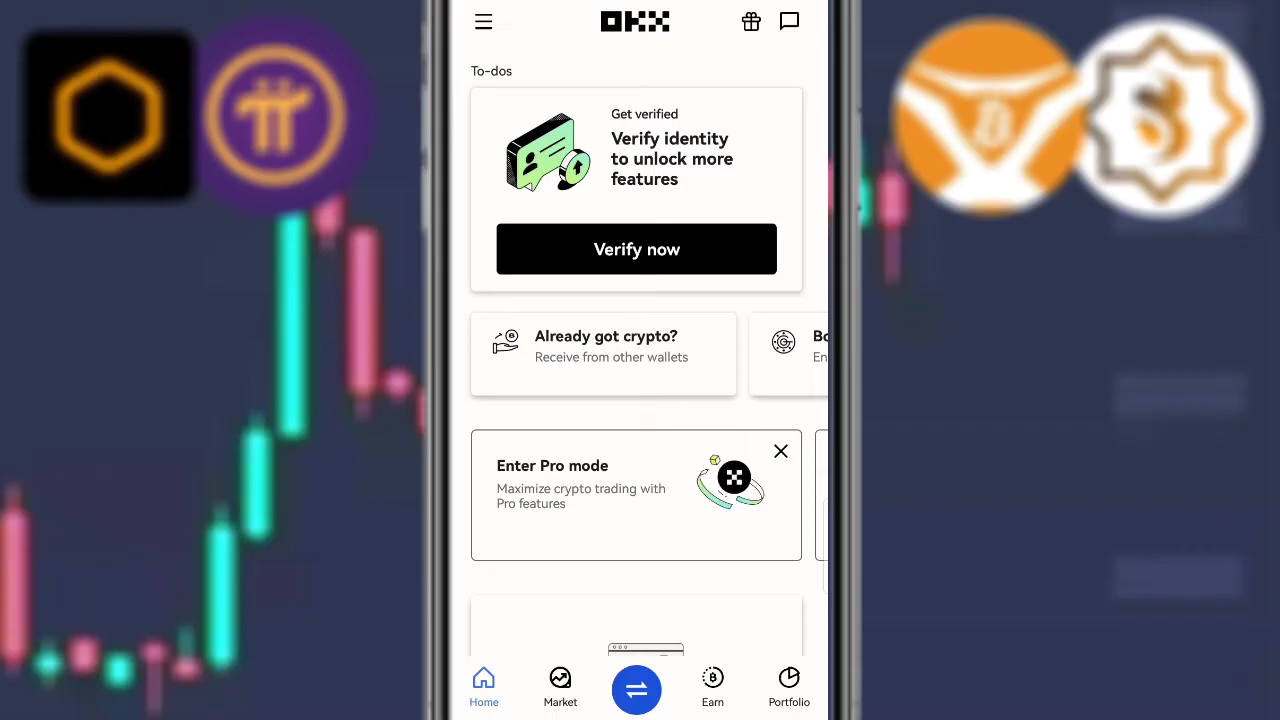 OKX
To-dos
Get verified
Verify identity
to unlock more
features
Verify now
Already got crypto?
Receive from other wallets
Enter Pro mode
Maximize crypto trading with
Pro features
Home
Market
Earn
Portfolio